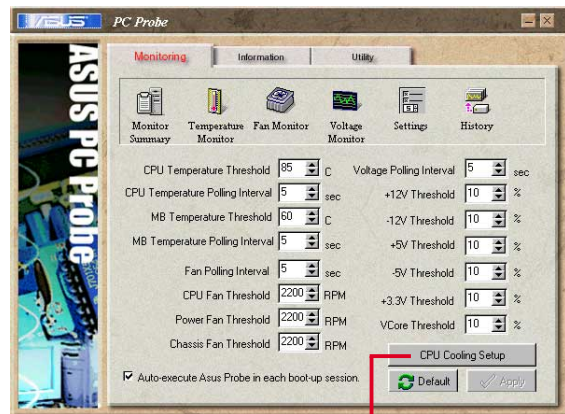 ASUS PC Probe
ASUS PC Probe
Monitoring Information Utility
Monitor Summary
Temperature Monitor
Fan Monitor
Voltage Monitor
Settings
History
CPU Temperature Threshold 85 C
CPU Temperature Polling Interval 5 sec
MB Temperature Threshold 60 C
MB Temperature Polling Interval 5 sec
Fan Polling Interval 5 sec
CPU Fan Threshold 2200 RPM
Power Fan Threshold 2200 RPM
Chassis Fan Threshold 2200 RPM
Voltage Polling Interval 5 sec
+12V Threshold 10 %
-12V Threshold 10 %
+5V Threshold 10 %
-5V Threshold 10 %
+3.3V Threshold 10 %
VCore Threshold 10 %
CPU Cooling Setup
Auto-execute Asus Probe in each boot-up session.
Default Apply